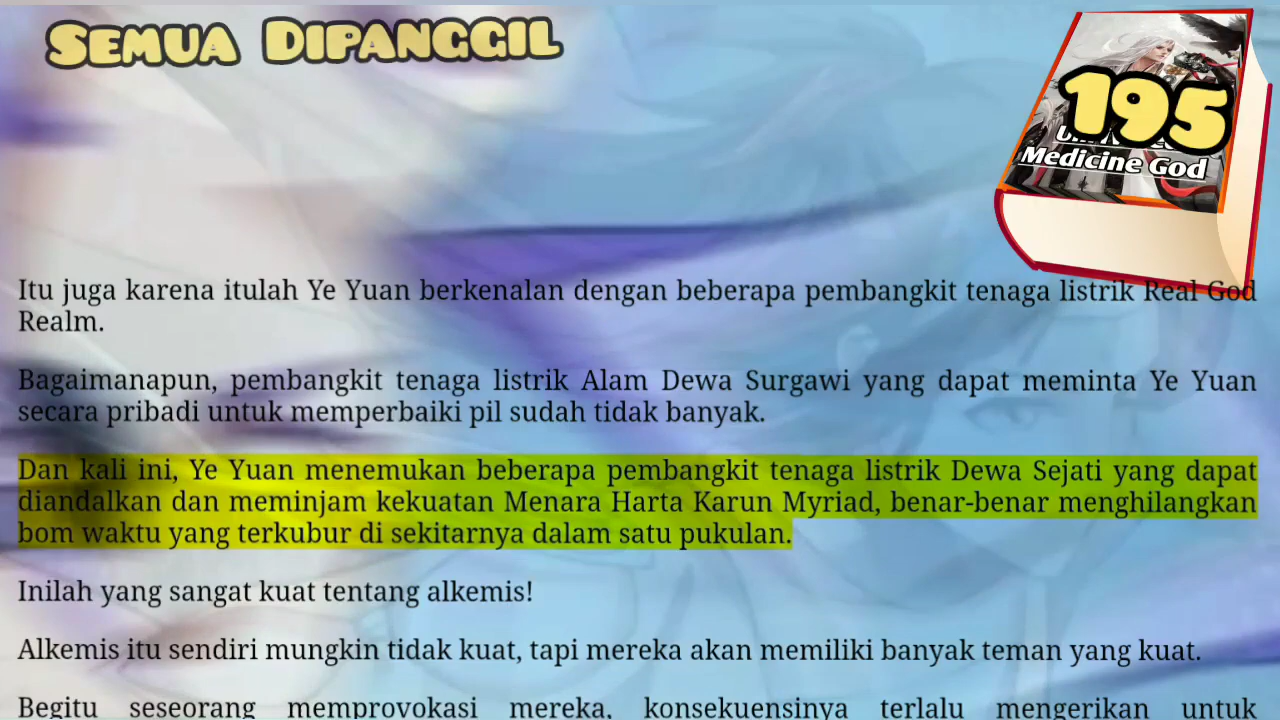 SEMUA DIPANGGIL
195
Medicine God
Itu juga karena itulah Ye Yuan berkenalan dengan beberapa pembangkit tenaga listrik Real God
Realm.
Bagaimanapun, pembangkit tenaga listrik Alam Dewa Surgawi yang dapat meminta Ye Yuan
secara pribadi untuk memperbaiki pil sudah tidak banyak.
Dan kali ini, Ye Yuan menemukan beberapa pembangkit tenaga listrik Dewa Sejati yang dapat
diandalkan dan meminjam kekuatan Menara Harta Karun Myriad, benar-benar menghilangkan
bom waktu yang terkubur di sekitarnya dalam satu pukulan.
Inilah yang sangat kuat tentang alkemis!
Alkemis itu sendiri mungkin tidak kuat, tapi mereka akan memiliki banyak teman yang kuat.
Begitu seseorang memprovokasi mereka, konsekuensinya terlalu mengerikan untuk